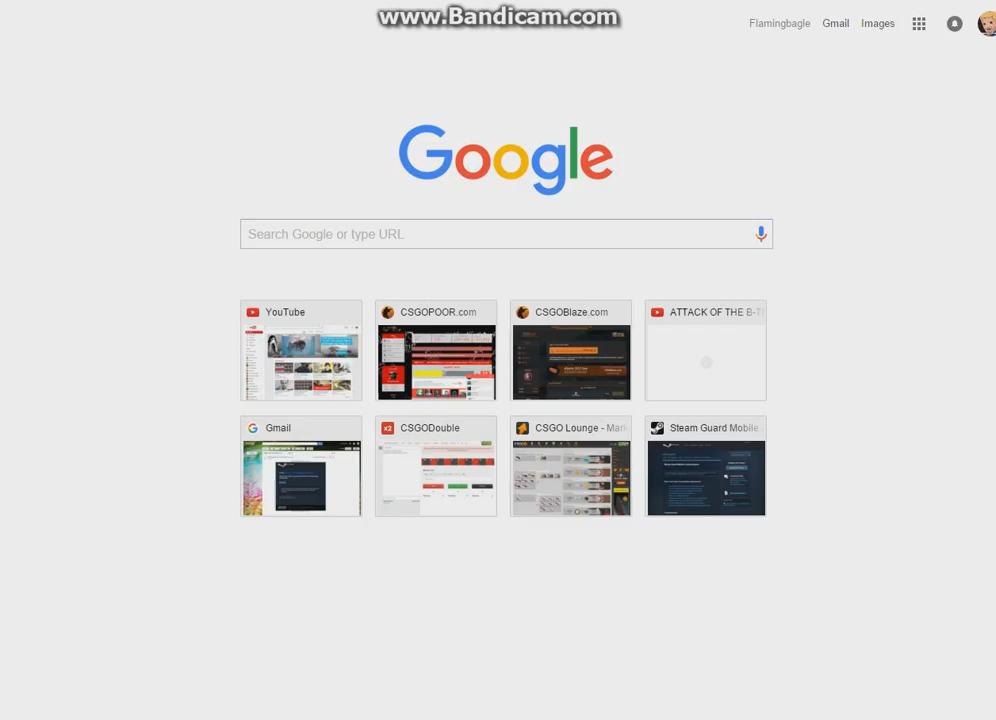 www.Bandicam.com
Flamingbagle Gmail Images
Google
Search Google or type URL
YouTube
CSGOPOOR.com
CSGOBlaze.com
ATTACK OF THE B-T
Gmail
CSGODouble
CSGO Lounge - Mark
Steam Guard Mobile